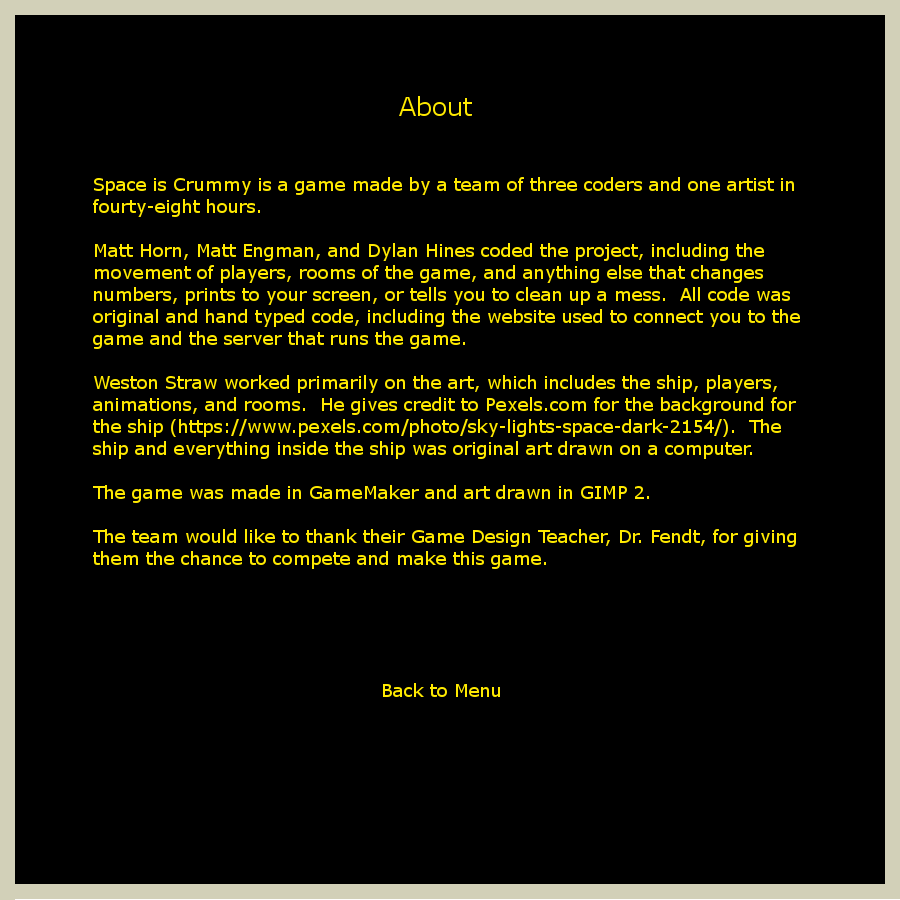 About
Space is Crummy is a game made by a team of three coders and one artist in
fourty-eight hours.
Matt Horn, Matt Engman, and Dylan Hines coded the project, including the
movement of players, rooms of the game, and anything else that changes
numbers, prints to your screen, or tells you to clean up a mess.  All code was
original and hand typed code, including the website used to connect you to the
game and the server that runs the game.
Weston Straw worked primarily on the art, which includes the ship, players,
animations, and rooms.  He gives credit to Pexels.com for the background for
the ship (https://www.pexels.com/photo/sky-lights-space-dark-2154/).  The
ship and everything inside the ship was original art drawn on a computer.
The game was made in GameMaker and art drawn in GIMP 2.
The team would like to thank their Game Design Teacher, Dr. Fendt, for giving
them the chance to compete and make this game.
Back to Menu